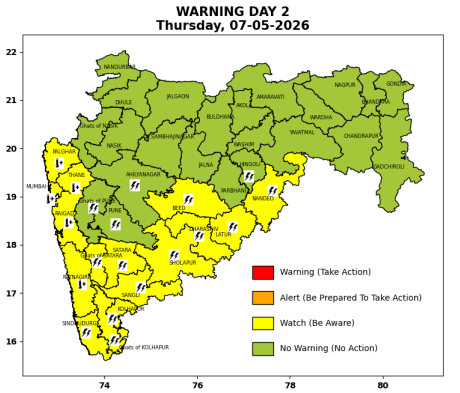 WARNING DAY 2
Thursday, 07-05-2026
22
21
20
19
18
17
16
74
76
78
80
NANDURBAR
DHULE
JALGAON
AKOLA
AMARAVATI
NAGPUR
GONDIA
BHANDARA
BULDHANA
WARDHA
Ghats of NASIK
NASIK
WASHIM
YAVATMAL
CHANDRAPUR
GADCHIROLI
PALGHAR
THANE
MUMBAI
AHILYANAGAR
JALNA
HINGOLI
PARBHANI
NANDED
Ghats of PUNE
PUNE
RAIGAD
BEED
DHARASHIV
LATUR
SATARA
Ghats of SATARA
SHOLAPUR
RATNAGIRI
SANGLI
KOLHAPUR
SINDHUDURG
Ghats of KOLHAPUR
Warning (Take Action)
Alert (Be Prepared To Take Action)
Watch (Be Aware)
No Warning (No Action)